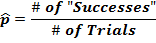 p̂ = # of "Successes" / # of Trials